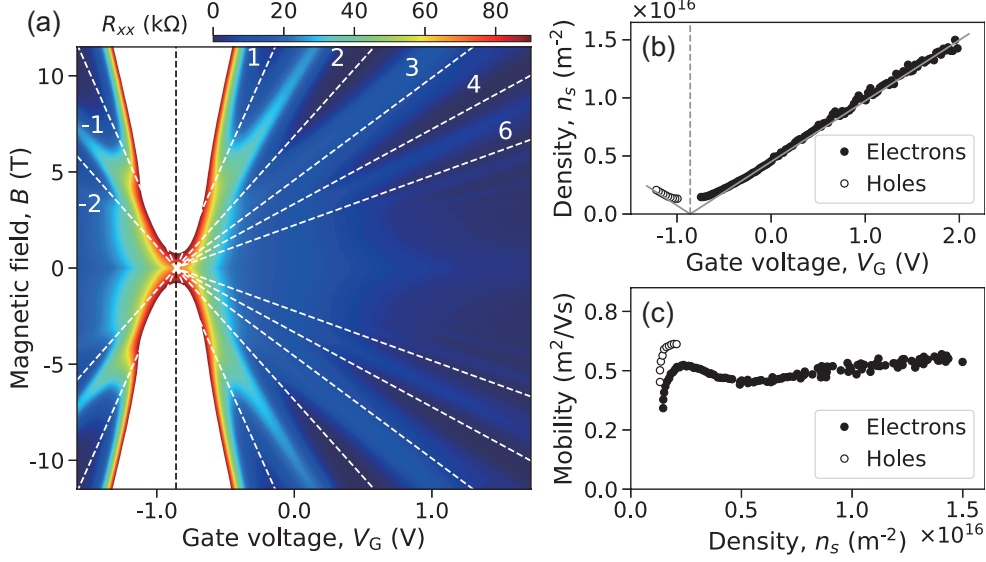 (a)
R_xx (kΩ)
0 20 40 60 80
1 2 3 4 6
-1
-2
10
5
0
-5
-10
Magnetic field, B (T)
-1.0 0.0 1.0
Gate voltage, V_G (V)
(b)
×10^16
1.5
1.0
0.5
0.0
Density, n_s (m^-2)
Electrons
Holes
-1.0 0.0 1.0 2.0
Gate voltage, V_G (V)
(c)
0.8
0.5
0.2
0.0
Mobility (m^2/Vs)
Electrons
Holes
0.0 0.5 1.0 1.5
×10^16
Density, n_s (m^-2)